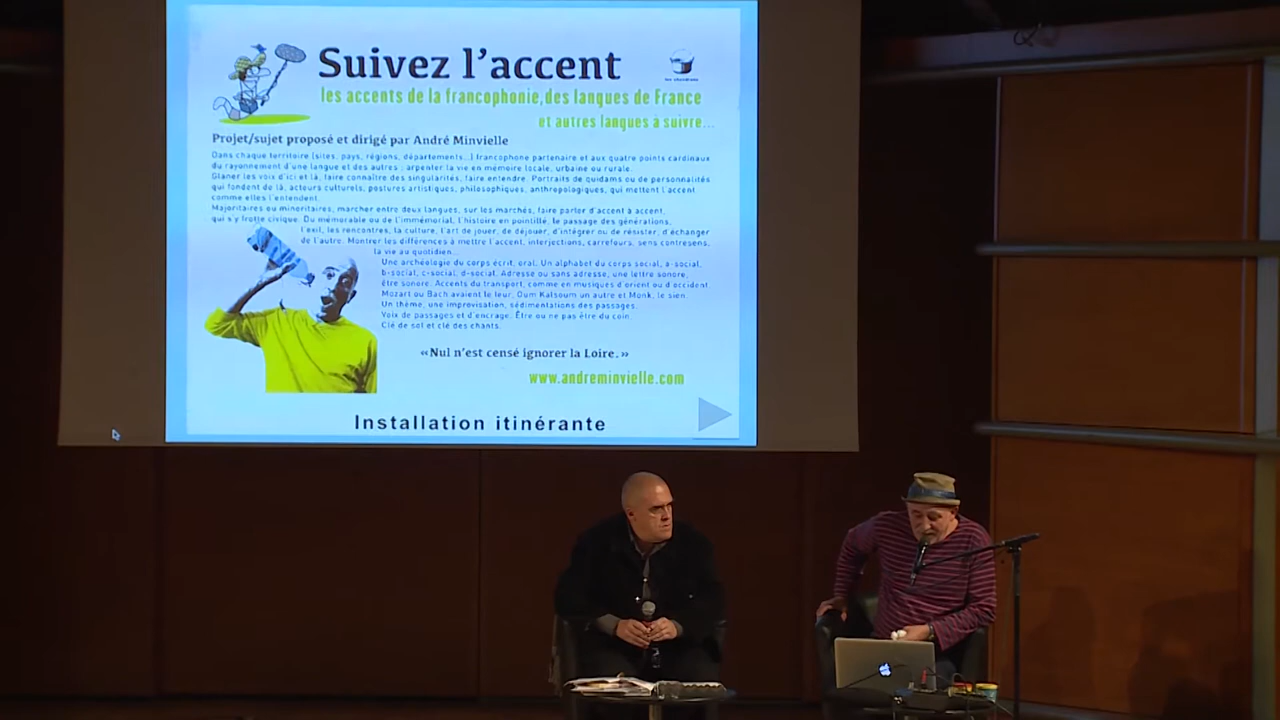 Suivez l'accent
les chaudrons
les accents de la francophonie, des langues de France
et autres langues à suivre...
Projet/sujet proposé et dirigé par André Minvielle
Dans chaque territoire (sites, pays, régions, départements...) francophone partenaire et aux quatre points cardinaux
du rayonnement d'une langue et des autres : arpenter la vie en mémoire locale, urbaine ou rurale.
Glaner les voix d'ici et là, faire connaître des singularités, faire entendre. Portraits de quidams ou de personnalités
qui fondent de là, acteurs culturels, postures artistiques, philosophiques, anthropologiques, qui mettent l'accent
comme elles l'entendent.
Majoritaires ou minoritaires, marcher entre deux langues, sur les marchés, faire parler d'accent à accent,
qui s'y frotte civique. Du mémorable ou de l'immémorial, l'histoire en pointillé, le passage des générations,
l'exil, les rencontres, la culture, l'art de jouer, de déjouer, d'intégrer ou de résister, d'échanger
de l'autre. Montrer les différences à mettre l'accent, interjections, carrefours, sens contresens,
la vie au quotidien...
Une archéologie du corps écrit, oral. Un alphabet du corps social, a-social,
b-social, c-social, d-social. Adresse ou sans adresse, une lettre sonore,
être sonore. Accents du transport, comme en musiques d'orient ou d'occident.
Mozart ou Bach avaient le leur, Oum Kalsoum un autre et Monk, le sien.
Un thème, une improvisation, sédimentations des passages.
Voix de passages et d'encrage. Être ou ne pas être du coin.
Clé de sol et clé des chants.
«Nul n'est censé ignorer la Loire.»
www.andreminvielle.com
Installation itinérante